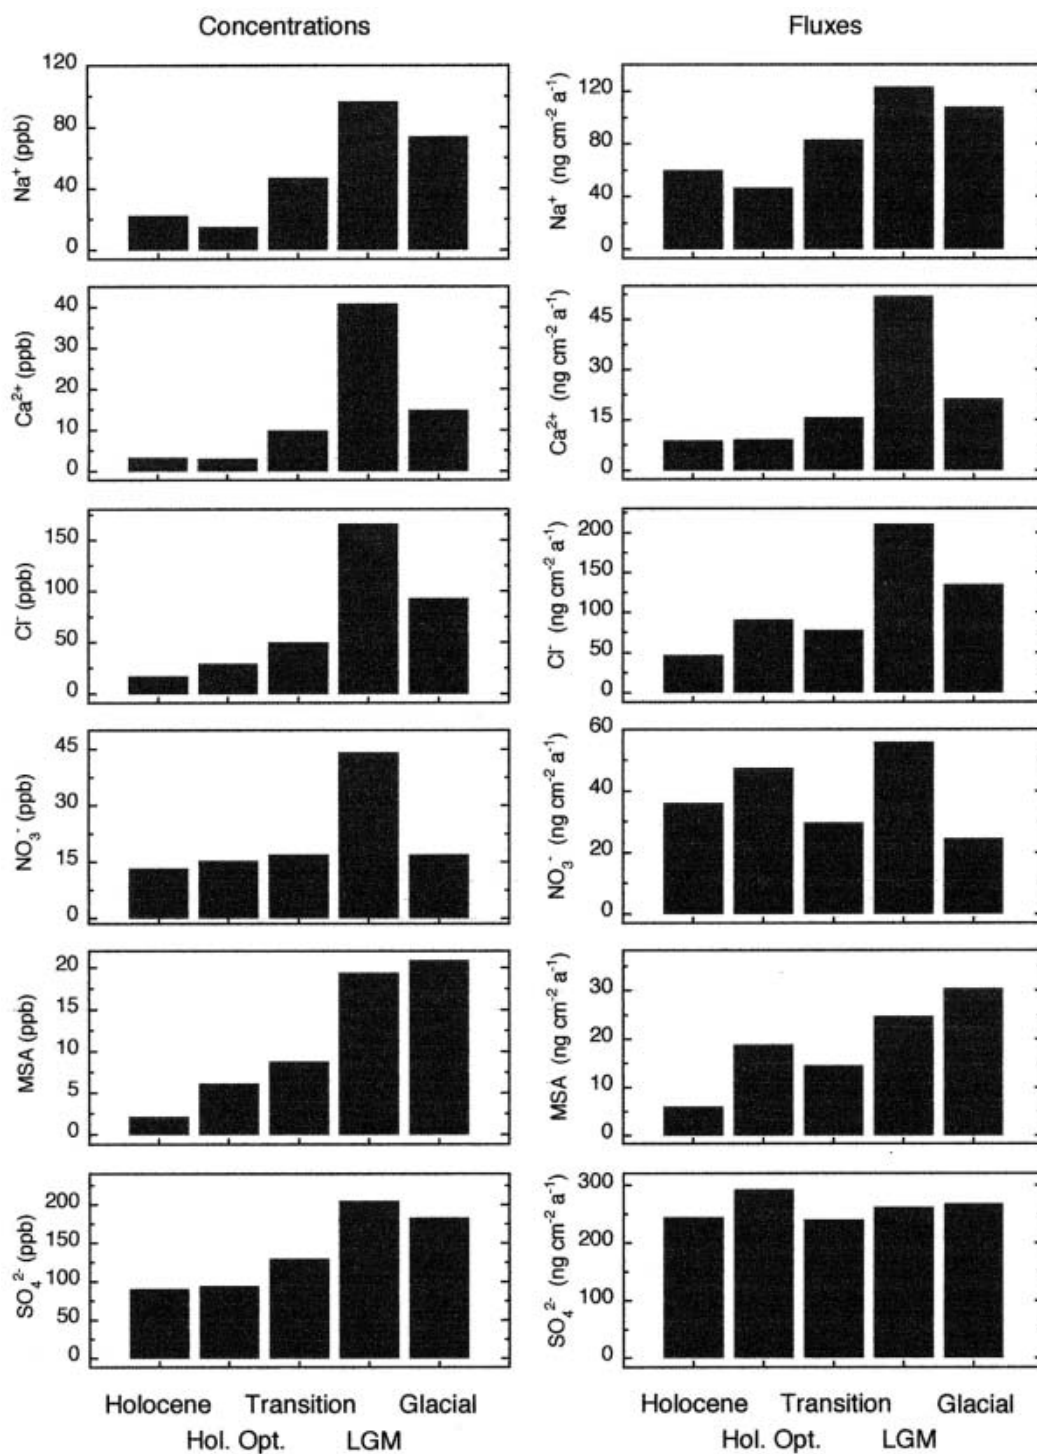 Concentrations
Fluxes
120
80
40
0
Na⁺ (ppb)
120
80
40
0
Na⁺ (ng cm⁻² a⁻¹)
40
30
20
10
0
Ca²⁺ (ppb)
45
30
15
0
Ca²⁺ (ng cm⁻² a⁻¹)
150
100
50
0
Cl⁻ (ppb)
200
150
100
50
0
Cl⁻ (ng cm⁻² a⁻¹)
45
30
15
0
NO₃⁻ (ppb)
60
40
20
0
NO₃⁻ (ng cm⁻² a⁻¹)
20
15
10
5
0
MSA (ppb)
30
20
10
0
MSA (ng cm⁻² a⁻¹)
200
150
100
50
0
SO₄²⁻ (ppb)
300
200
100
0
SO₄²⁻ (ng cm⁻² a⁻¹)
Holocene Transition Glacial
Hol. Opt. LGM
Holocene Transition Glacial
Hol. Opt. LGM